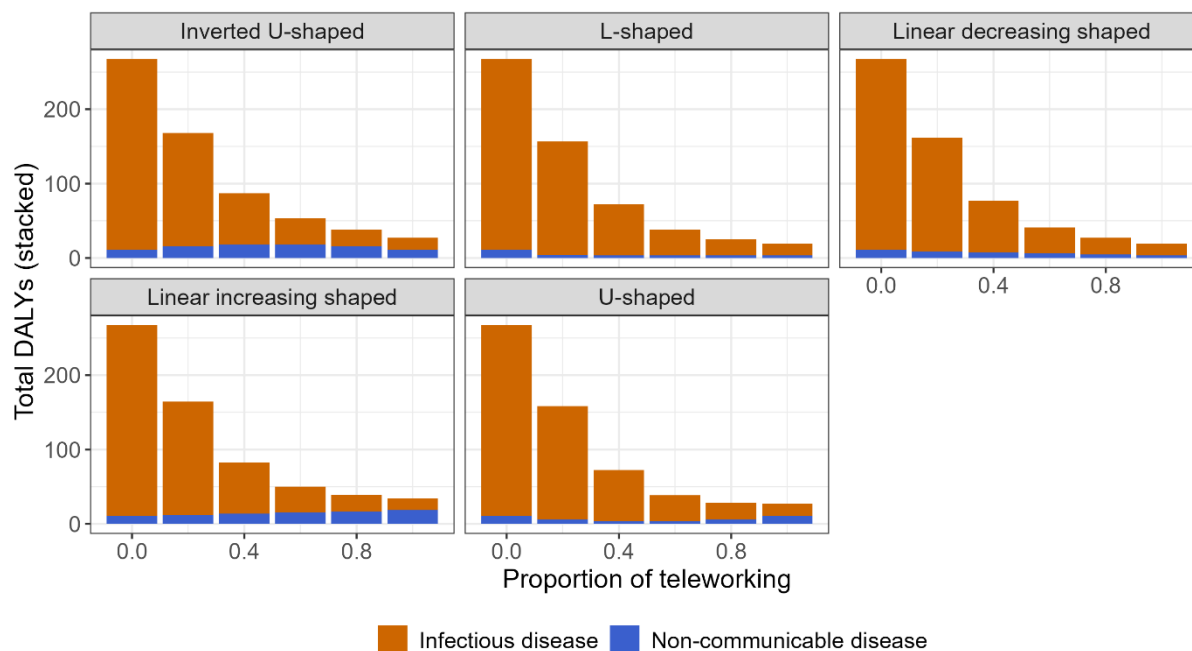 Inverted U-shaped
L-shaped
Linear decreasing shaped
200
100
0
0.0 0.4 0.8
Linear increasing shaped
U-shaped
200
100
0
0.0 0.4 0.8
0.0 0.4 0.8
Total DALYs (stacked)
Proportion of teleworking
Infectious disease
Non-communicable disease